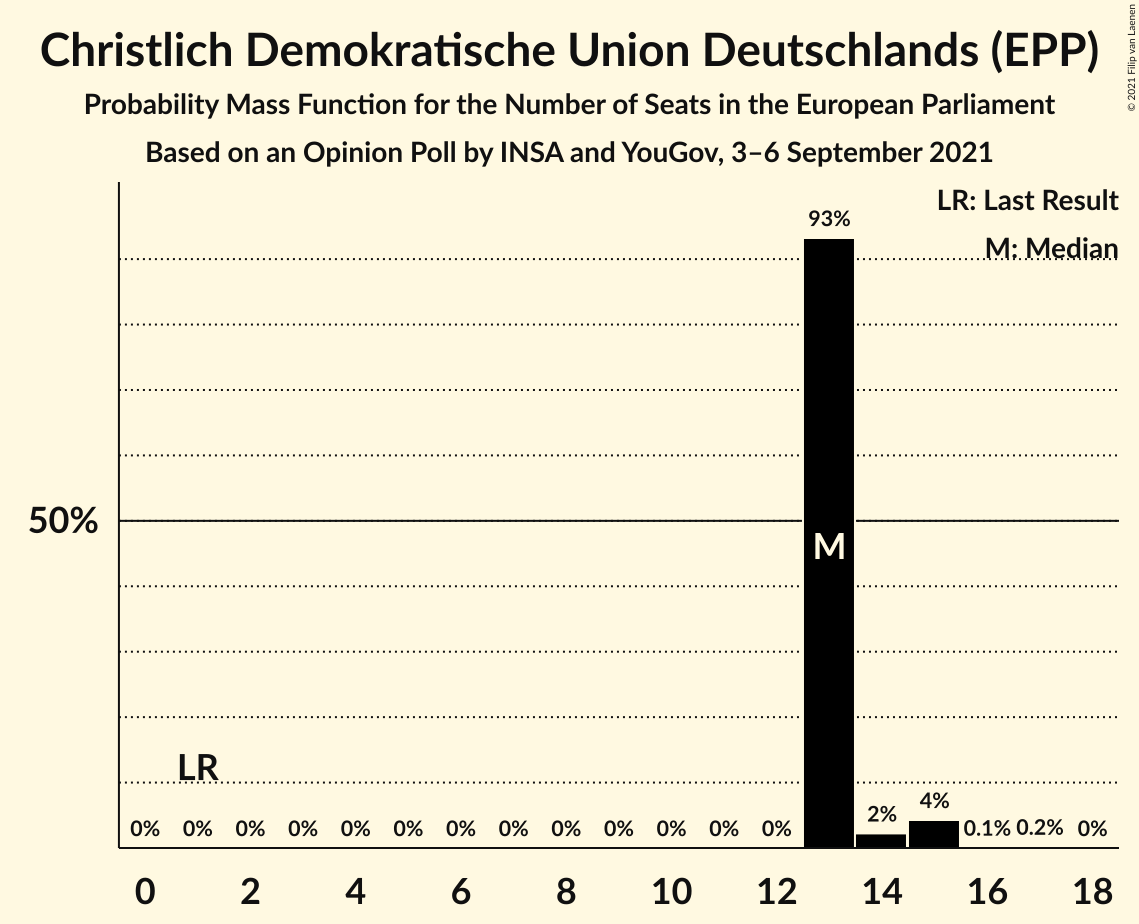 Christlich Demokratische Union Deutschlands (EPP)
Probability Mass Function for the Number of Seats in the European Parliament
Based on an Opinion Poll by INSA and YouGov, 3–6 September 2021
© 2021 Filip van Laenen
LR: Last Result
M: Median
93%
50%
M
LR
0% 0% 0% 0% 0% 0% 0% 0% 0% 0% 0% 0% 0% 2% 4% 0.1% 0.2% 0%
0 2 4 6 8 10 12 14 16 18